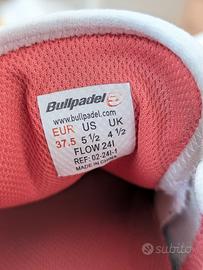 Bullpadel
www.bullpadel.com
EUR US UK
37.5 5 1/2 4 1/2
FLOW 24I
REF: 02-24I-1
MADE IN CHINA
subito